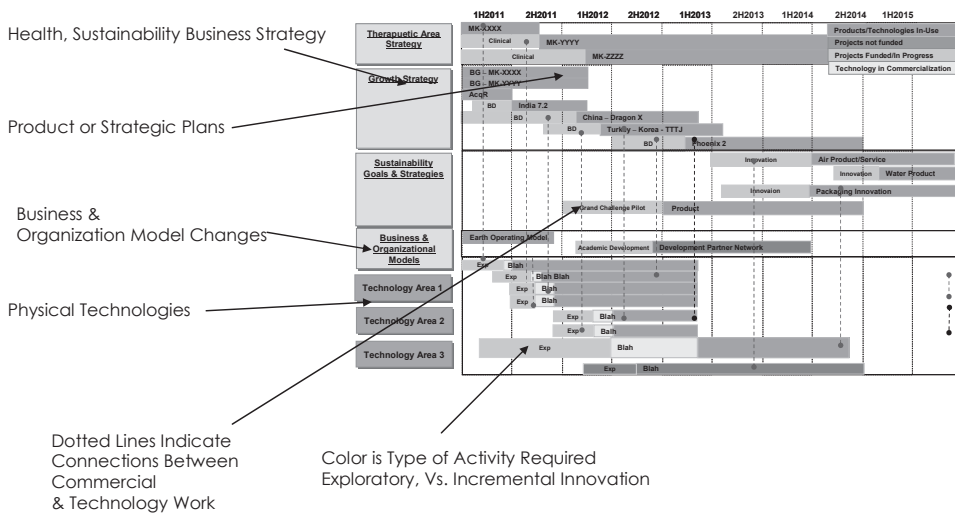 1H2011 2H2011 1H2012 2H2012 1H2013 2H2013 1H2014 2H2014 1H2015
Health, Sustainability Business Strategy
Therapuetic Area
Strategy
MK-XXXX
Clinical MK-YYYY
Clinical MK-ZZZZ
Products/Technologies In-Use
Projects not funded
Projects Funded/In Progress
Technology in Commercialization
Growth Strategy
BG – MK-XXXX
BG – MK-YYYY
AcqR
BD India 7.2
BD China – Dragon X
BD Turkey – Korea - TTTJ
BD Phoenix 2
Product or Strategic Plans
Sustainability
Goals & Strategies
Innovation Air Product/Service
Innovation Water Product
Innovaion Packaging Innovation
Grand Challenge Pilot Product
Business &
Organization Model Changes
Business &
Organizational
Models
Earth Operating Model
Academic Development Development Partner Network
Exp Blah
Technology Area 1
Exp Blah Blah
Exp Blah
Exp Blah
Physical Technologies
Technology Area 2
Exp Blah
Exp Balh
Technology Area 3
Exp Blah
Exp Blah
Dotted Lines Indicate
Connections Between
Commercial
& Technology Work
Color is Type of Activity Required
Exploratory, Vs. Incremental Innovation